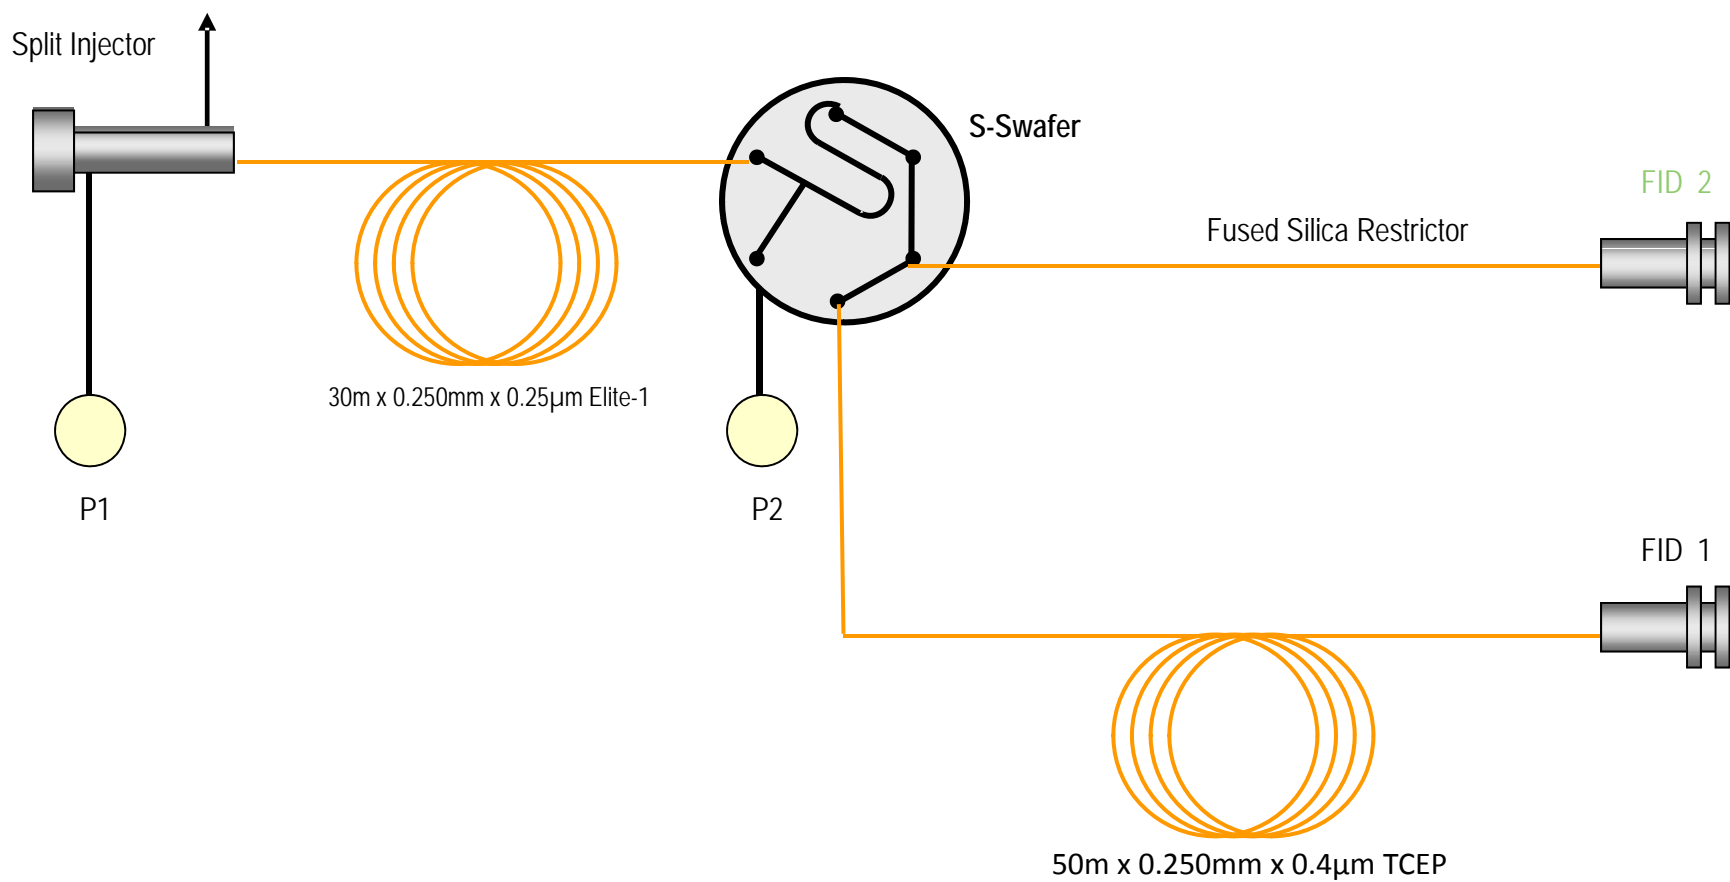 Split Injector
S-Swafer
FID 2
Fused Silica Restrictor
30m x 0.250mm x 0.25µm Elite-1
P1
P2
FID 1
50m x 0.250mm x 0.4µm TCEP